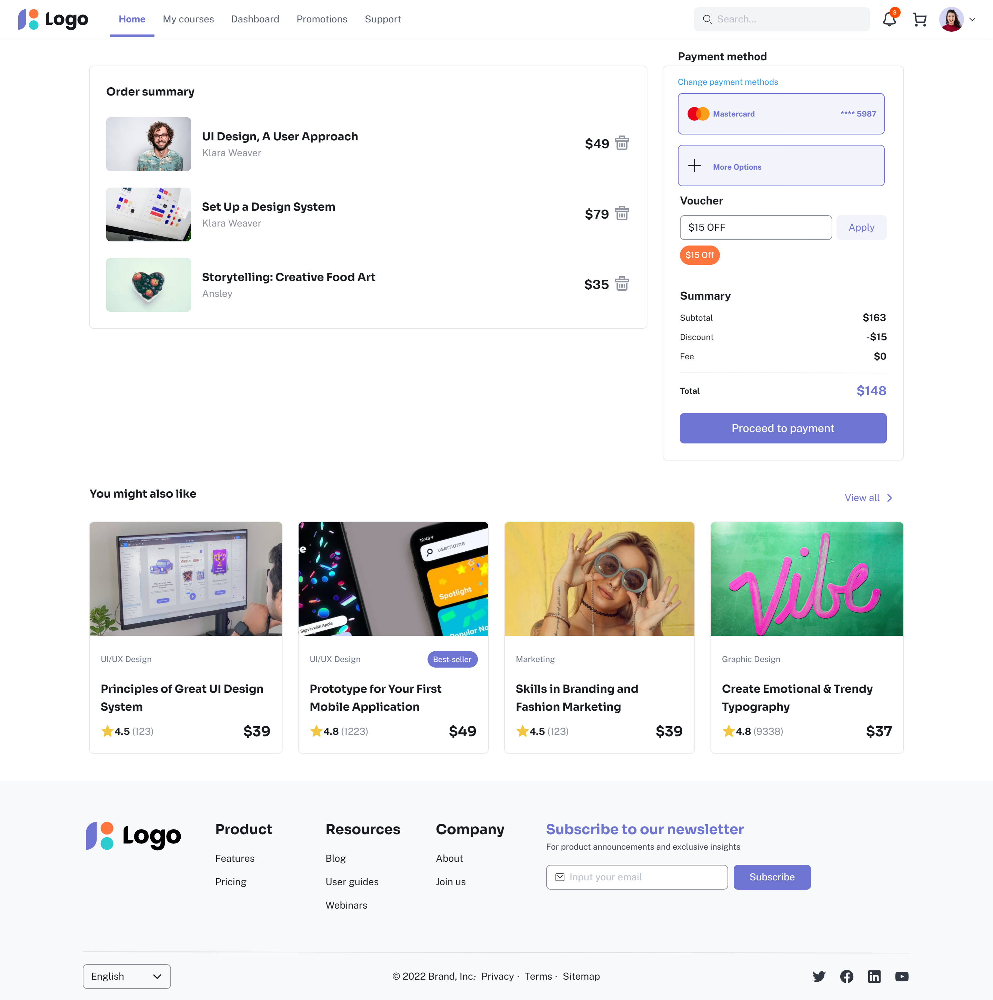 Logo
Home
My courses
Dashboard
Promotions
Support
Search...
3
Order summary
UI Design, A User Approach
Klara Weaver
$49
Set Up a Design System
Klara Weaver
$79
Storytelling: Creative Food Art
Ansley
$35
Payment method
Change payment methods
Mastercard
**** 5987
More Options
Voucher
$15 OFF
Apply
$15 Off
Summary
Subtotal
$163
Discount
-$15
Fee
$0
Total
$148
Proceed to payment
You might also like
View all
12:43
username
Spotlight
Sign in with Apple
Popular No
Vibe
UI/UX Design
Principles of Great UI Design
System
4.5 (123)
$39
UI/UX Design
Best-seller
Prototype for Your First
Mobile Application
4.8 (1223)
$49
Marketing
Skills in Branding and
Fashion Marketing
4.5 (123)
$39
Graphic Design
Create Emotional & Trendy
Typography
4.8 (9338)
$37
Logo
Product
Features
Pricing
Resources
Blog
User guides
Webinars
Company
About
Join us
Subscribe to our newsletter
For product announcements and exclusive insights
Input your email
Subscribe
English
© 2022 Brand, Inc. · Privacy · Terms · Sitemap